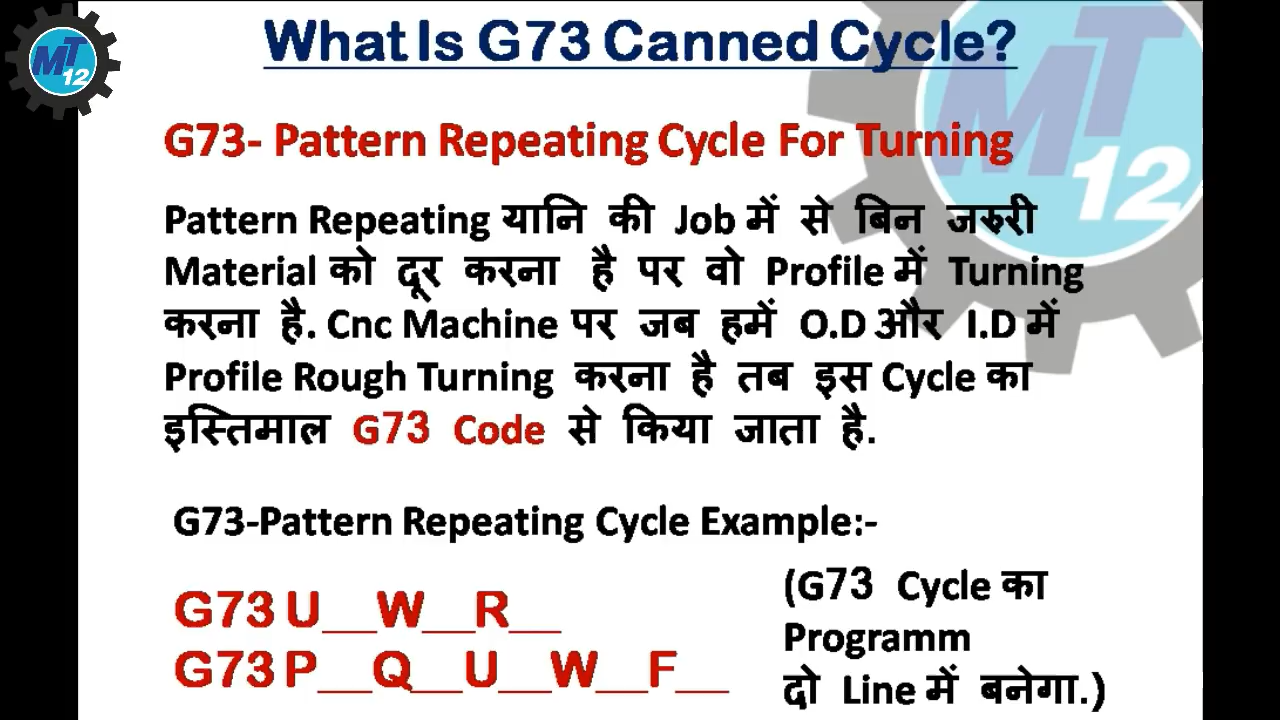 MT
12
What Is G73 Canned Cycle?
MT
12
G73- Pattern Repeating Cycle For Turning
Pattern Repeating यानि की Job में से बिन जरुरी
Material को दूर करना है पर वो Profile में Turning
करना है. Cnc Machine पर जब हमें O.D और I.D में
Profile Rough Turning करना है तब इस Cycle का
इस्तिमाल G73 Code से किया जाता है.
G73-Pattern Repeating Cycle Example:-
G73 U__W__R__
G73 P__Q__U__W__F__
(G73 Cycle का
Programm
दो Line में बनेगा.)